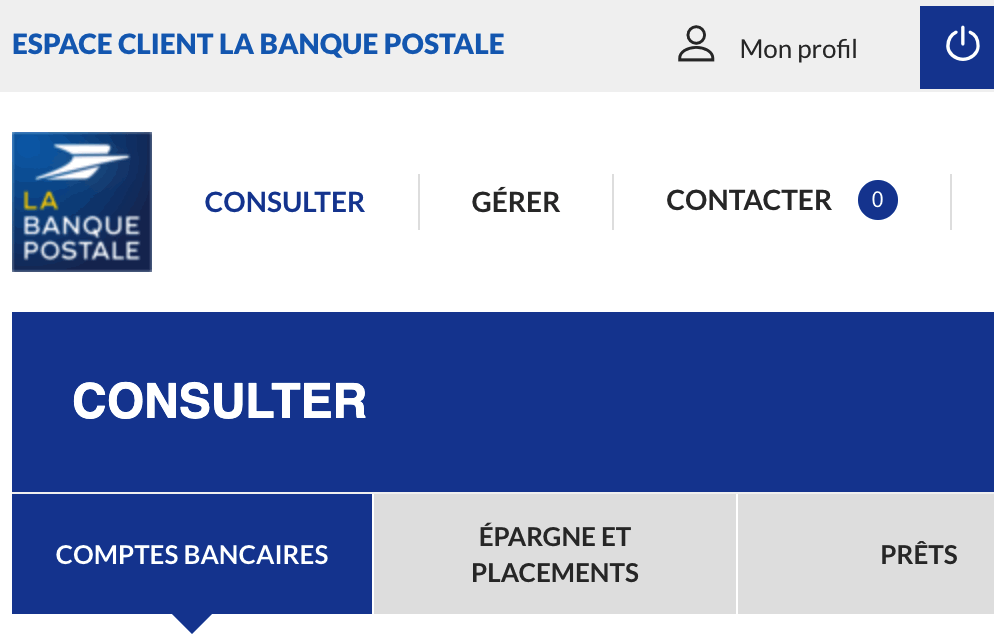 ESPACE CLIENT LA BANQUE POSTALE
Mon profil
LA
BANQUE
POSTALE
CONSULTER
GÉRER
CONTACTER
0
CONSULTER
COMPTES BANCAIRES
ÉPARGNE ET
PLACEMENTS
PRÊTS